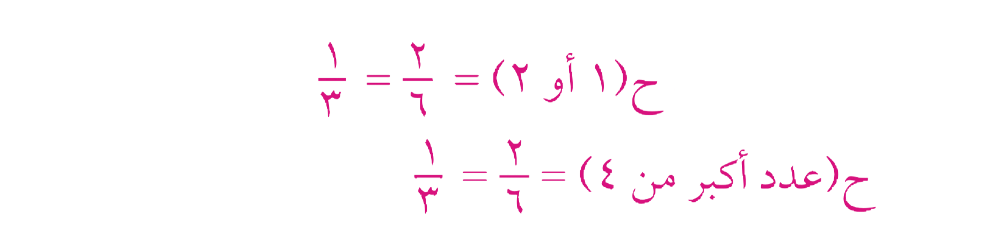 ح(١ أو ٢) = ٢/٦ = ١/٣
ح(عدد أكبر من ٤) = ٢/٦ = ١/٣